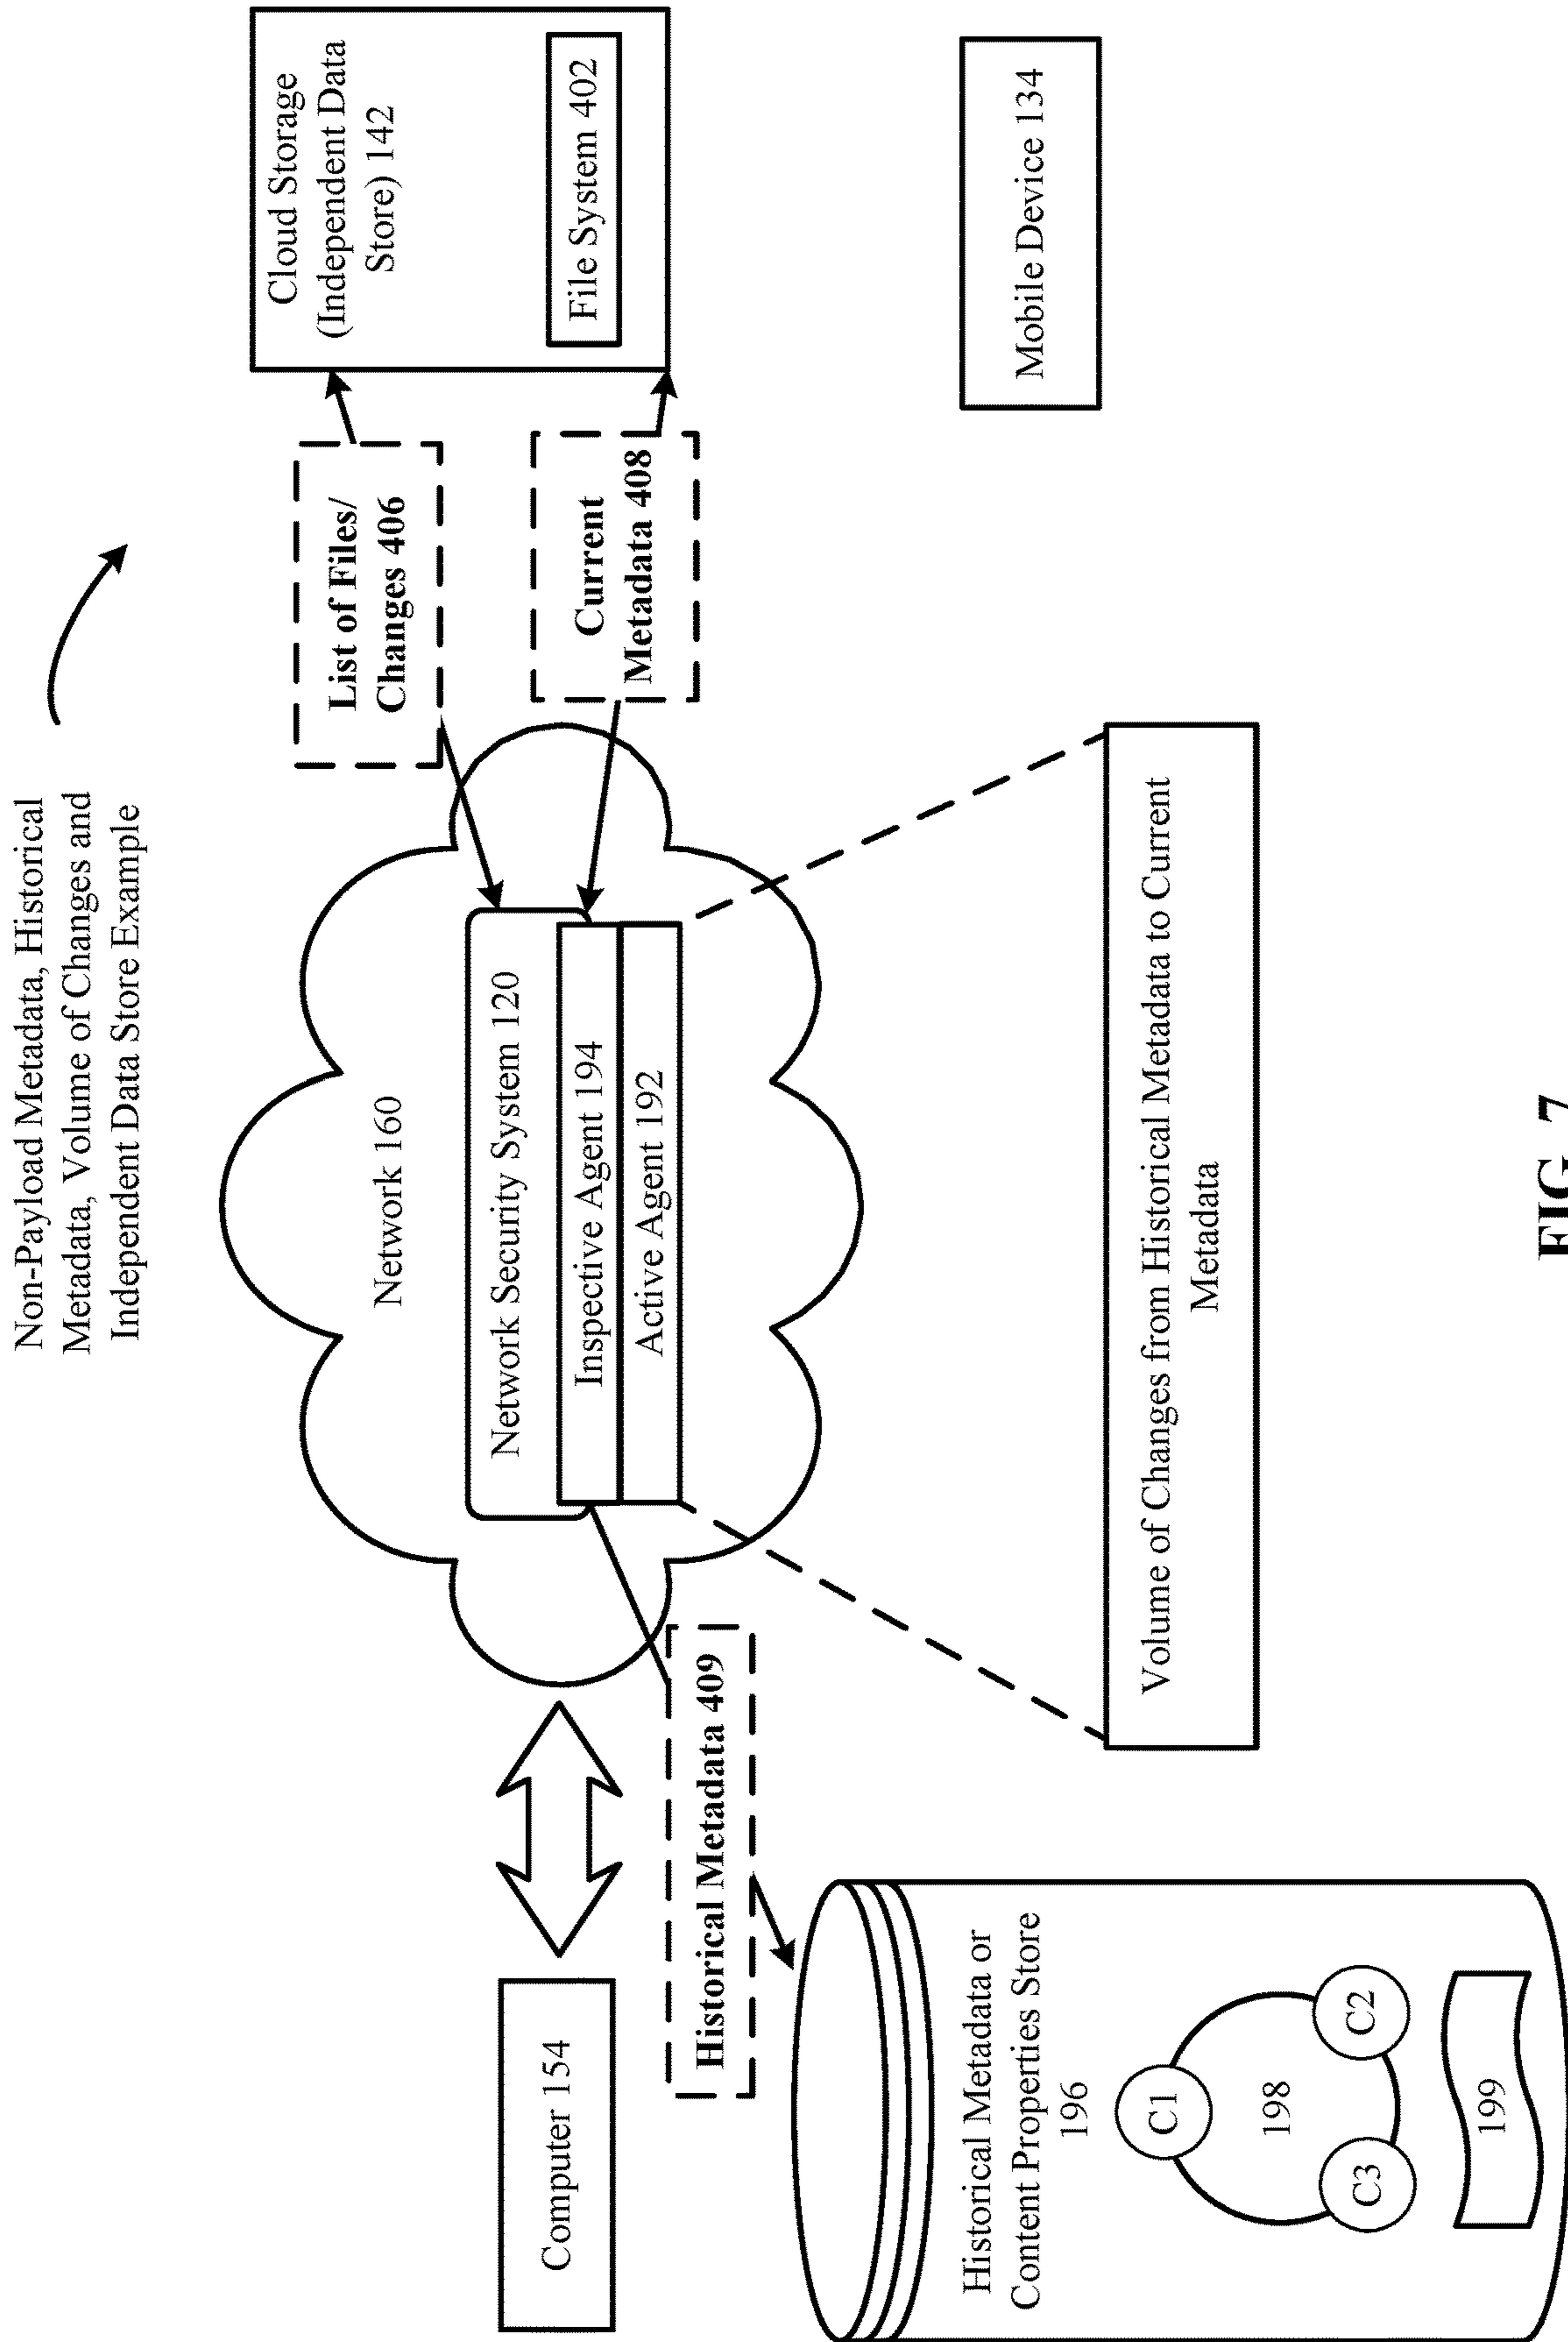 Non-Payload Metadata, Historical
Metadata, Volume of Changes and
Independent Data Store Example
Cloud Storage
(Independent Data
Store) 142
File System 402
List of Files/
Changes 406
Current
Metadata 408
Network 160
Network Security System 120
Inspective Agent 194
Active Agent 192
Computer 154
Historical Metadata 409
Mobile Device 134
Historical Metadata or
Content Properties Store
196
C1
198
C3
C2
199
Volume of Changes from Historical Metadata to Current
Metadata
FIG. 7